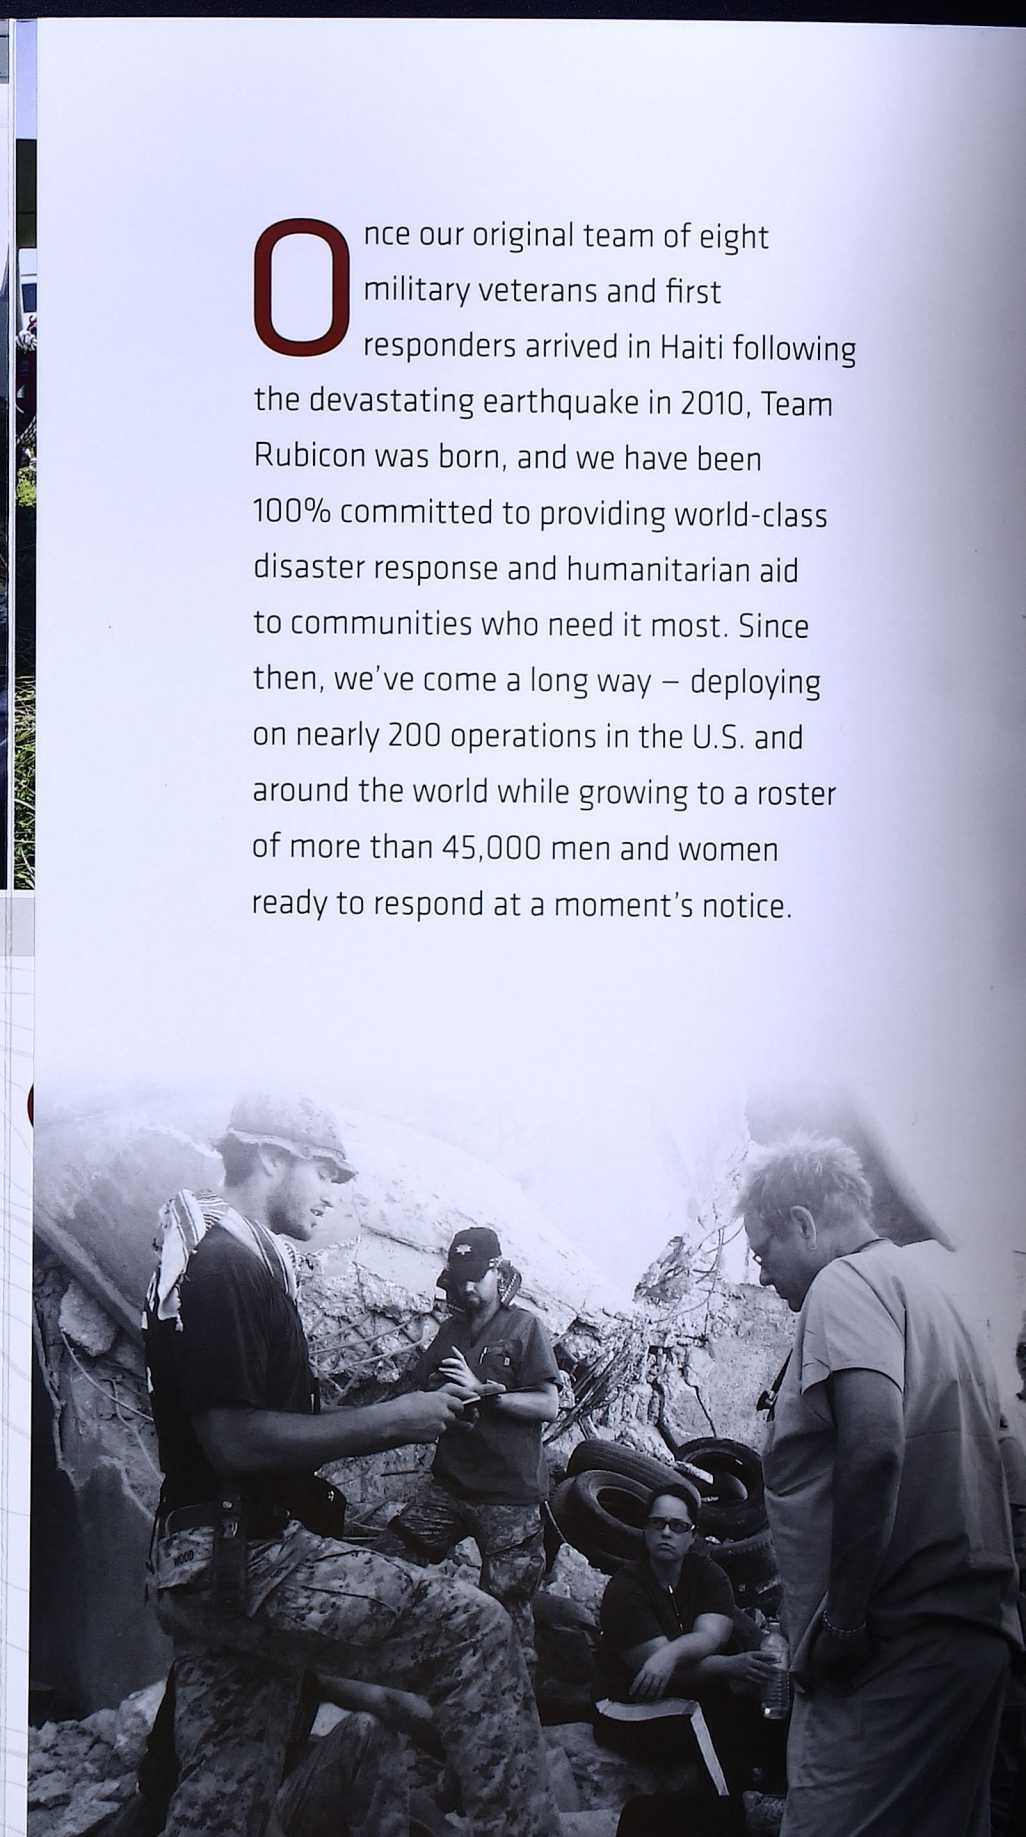 Once our original team of eight
military veterans and first
responders arrived in Haiti following
the devastating earthquake in 2010, Team
Rubicon was born, and we have been
100% committed to providing world-class
disaster response and humanitarian aid
to communities who need it most. Since
then, we've come a long way – deploying
on nearly 200 operations in the U.S. and
around the world while growing to a roster
of more than 45,000 men and women
ready to respond at a moment's notice.
WOOD